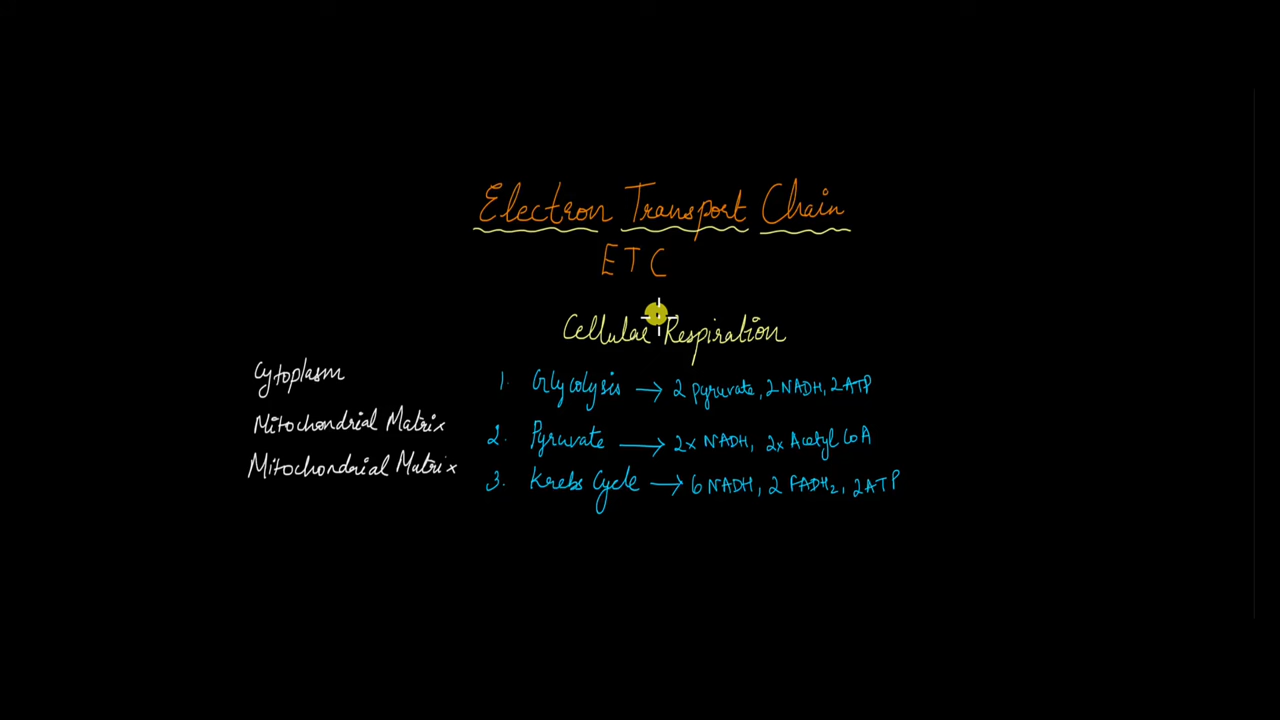 Electron Transport Chain
ETC
Cellular Respiration
Cytoplasm 1. Glycolysis → 2 pyruvate, 2 NADH, 2 ATP
Mitochondrial Matrix 2. Pyruvate → 2x NADH, 2x Acetyl CoA
Mitochondrial Matrix 3. Krebs Cycle → 6 NADH, 2 FADH₂, 2 ATP